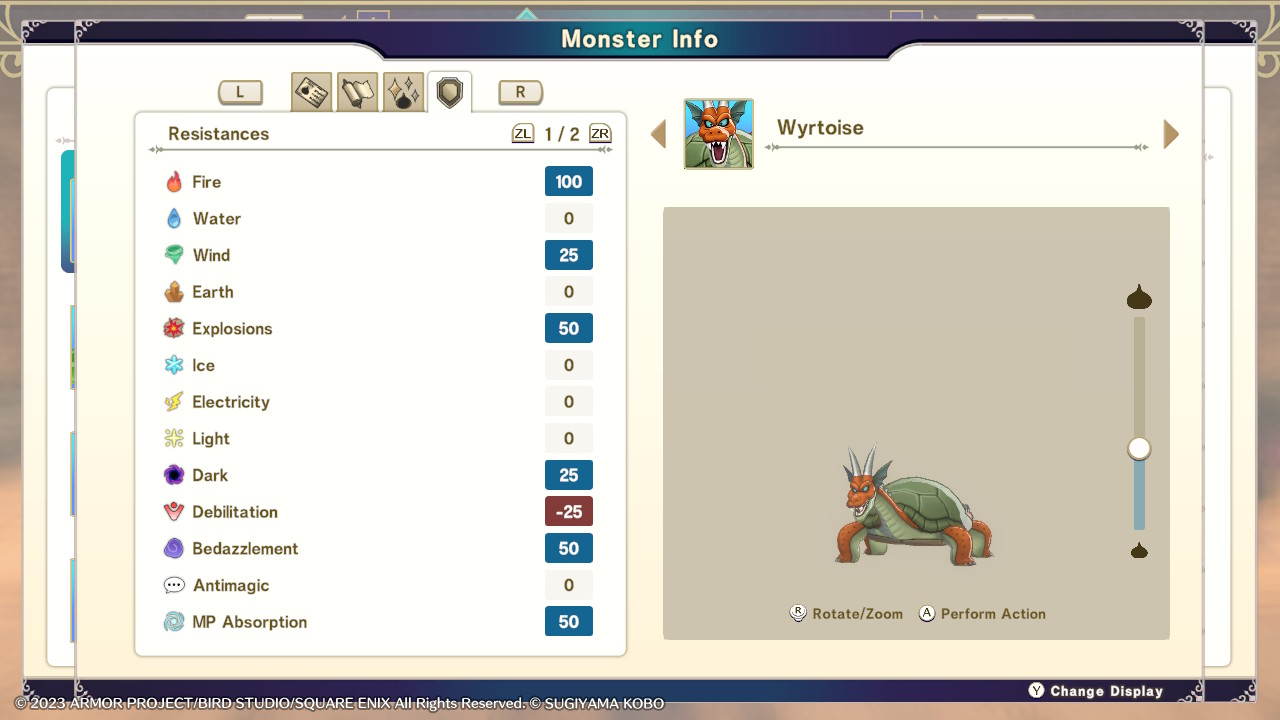 Monster Info
L
R
Resistances
ZL 1 / 2 ZR
Fire 100
Water 0
Wind 25
Earth 0
Explosions 50
Ice 0
Electricity 0
Light 0
Dark 25
Debilitation -25
Bedazzlement 50
Antimagic 0
MP Absorption 50
Wyrtoise
R Rotate/Zoom A Perform Action
Y Change Display
© 2023 ARMOR PROJECT/BIRD STUDIO/SQUARE ENIX All Rights Reserved. © SUGIYAMA KOBO